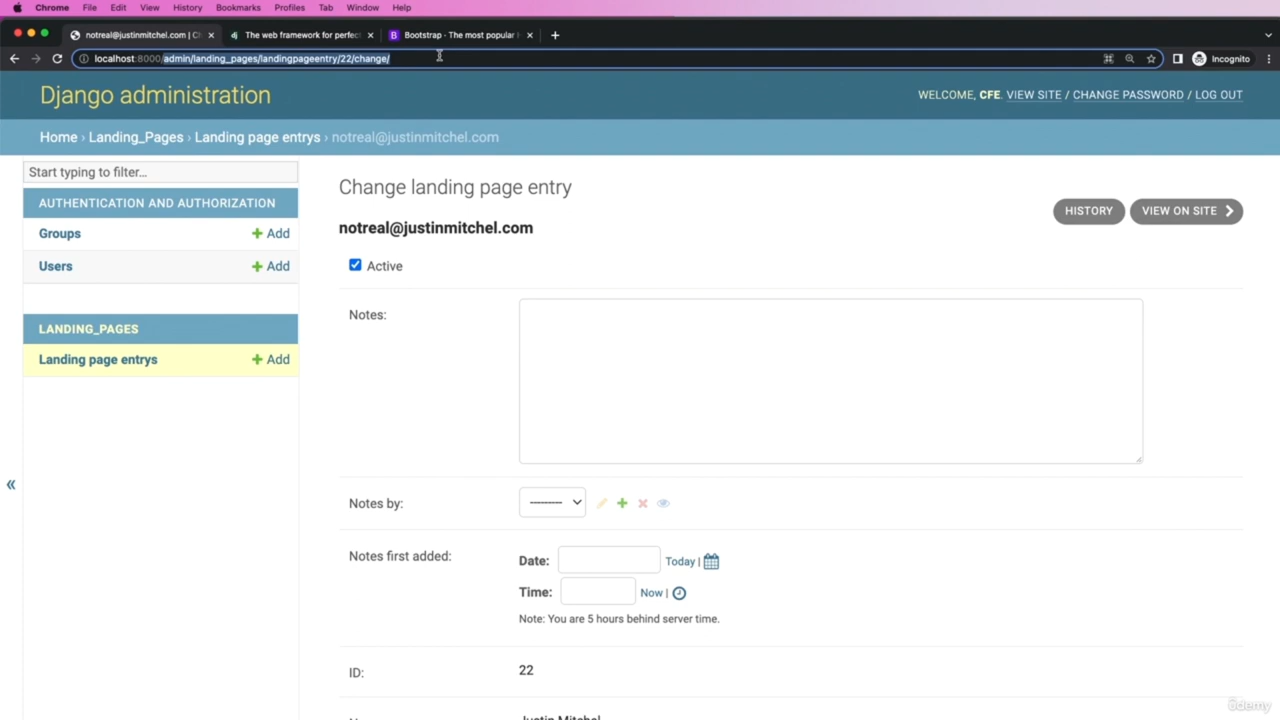 Chrome File Edit View History Bookmarks Profiles Tab Window Help
notreal@justinmitchel.com | C
The web framework for perfec
Bootstrap · The most popular
localhost:8000/admin/landing_pages/landingpageentry/22/change/
Incognito
Django administration
WELCOME, CFE. VIEW SITE / CHANGE PASSWORD / LOG OUT
Home › Landing_Pages › Landing page entrys › notreal@justinmitchel.com
Start typing to filter...
AUTHENTICATION AND AUTHORIZATION
Groups + Add
Users + Add
LANDING_PAGES
Landing page entrys + Add
«
Change landing page entry
HISTORY
VIEW ON SITE
notreal@justinmitchel.com
Active
Notes:
Notes by: ---------
Notes first added:
Date: Today |
Time: Now |
Note: You are 5 hours behind server time.
ID: 22
Justin Mitchel
ûdemy